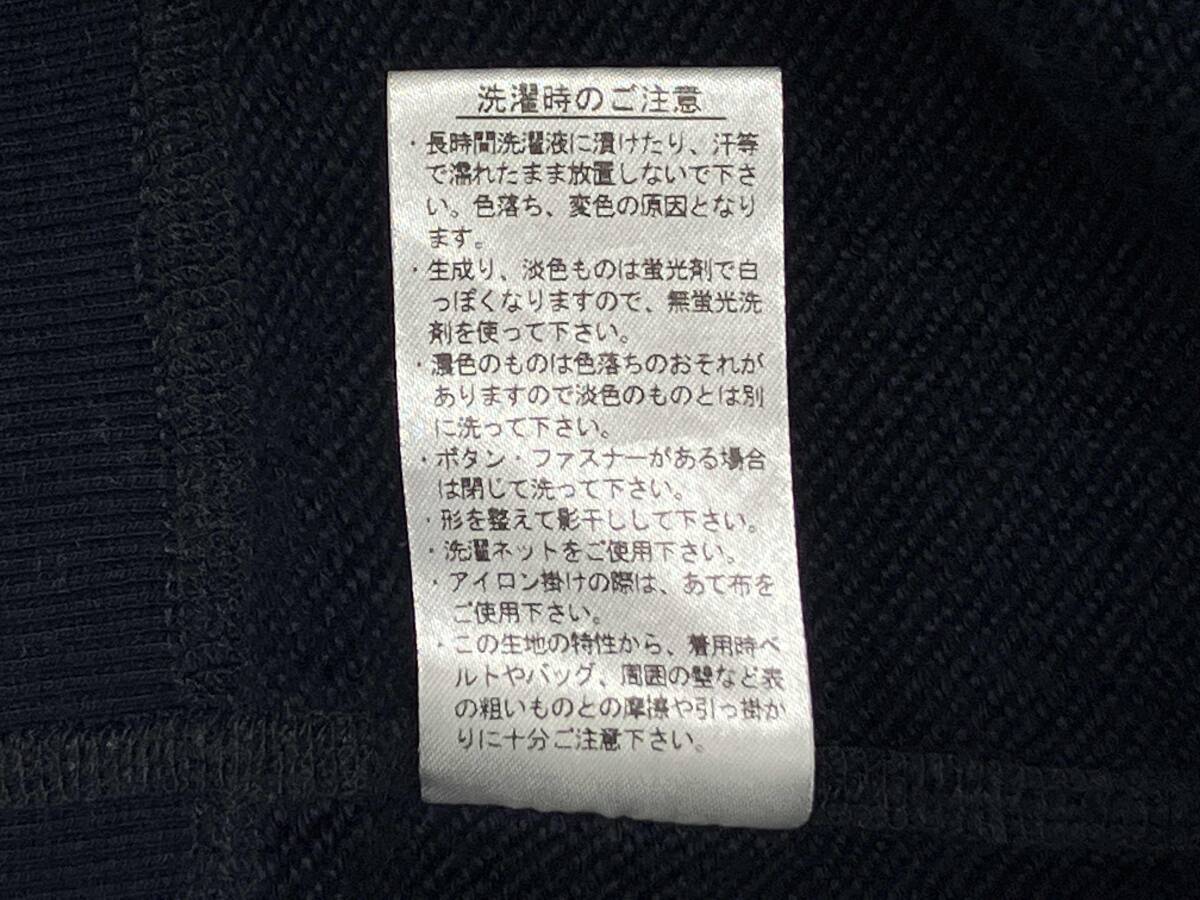 洗濯時のご注意
・長時間洗濯液に漬けたり、汗等
で濡れたまま放置しないで下さ
い。色落ち、変色の原因となり
ます。
・生成り、淡色ものは蛍光剤で白
っぽくなりますので、無蛍光洗
剤を使って下さい。
・濃色のものは色落ちのおそれが
ありますので淡色のものとは別
に洗って下さい。
・ボタン・ファスナーがある場合
は閉じて洗って下さい。
・形を整えて影干しして下さい。
・洗濯ネットをご使用下さい。
・アイロン掛けの際は、あて布を
ご使用下さい。
・この生地の特性から、着用時ベ
ルトやバッグ、周囲の壁など表
の粗いものとの摩擦や引っ掛か
りに十分ご注意下さい。